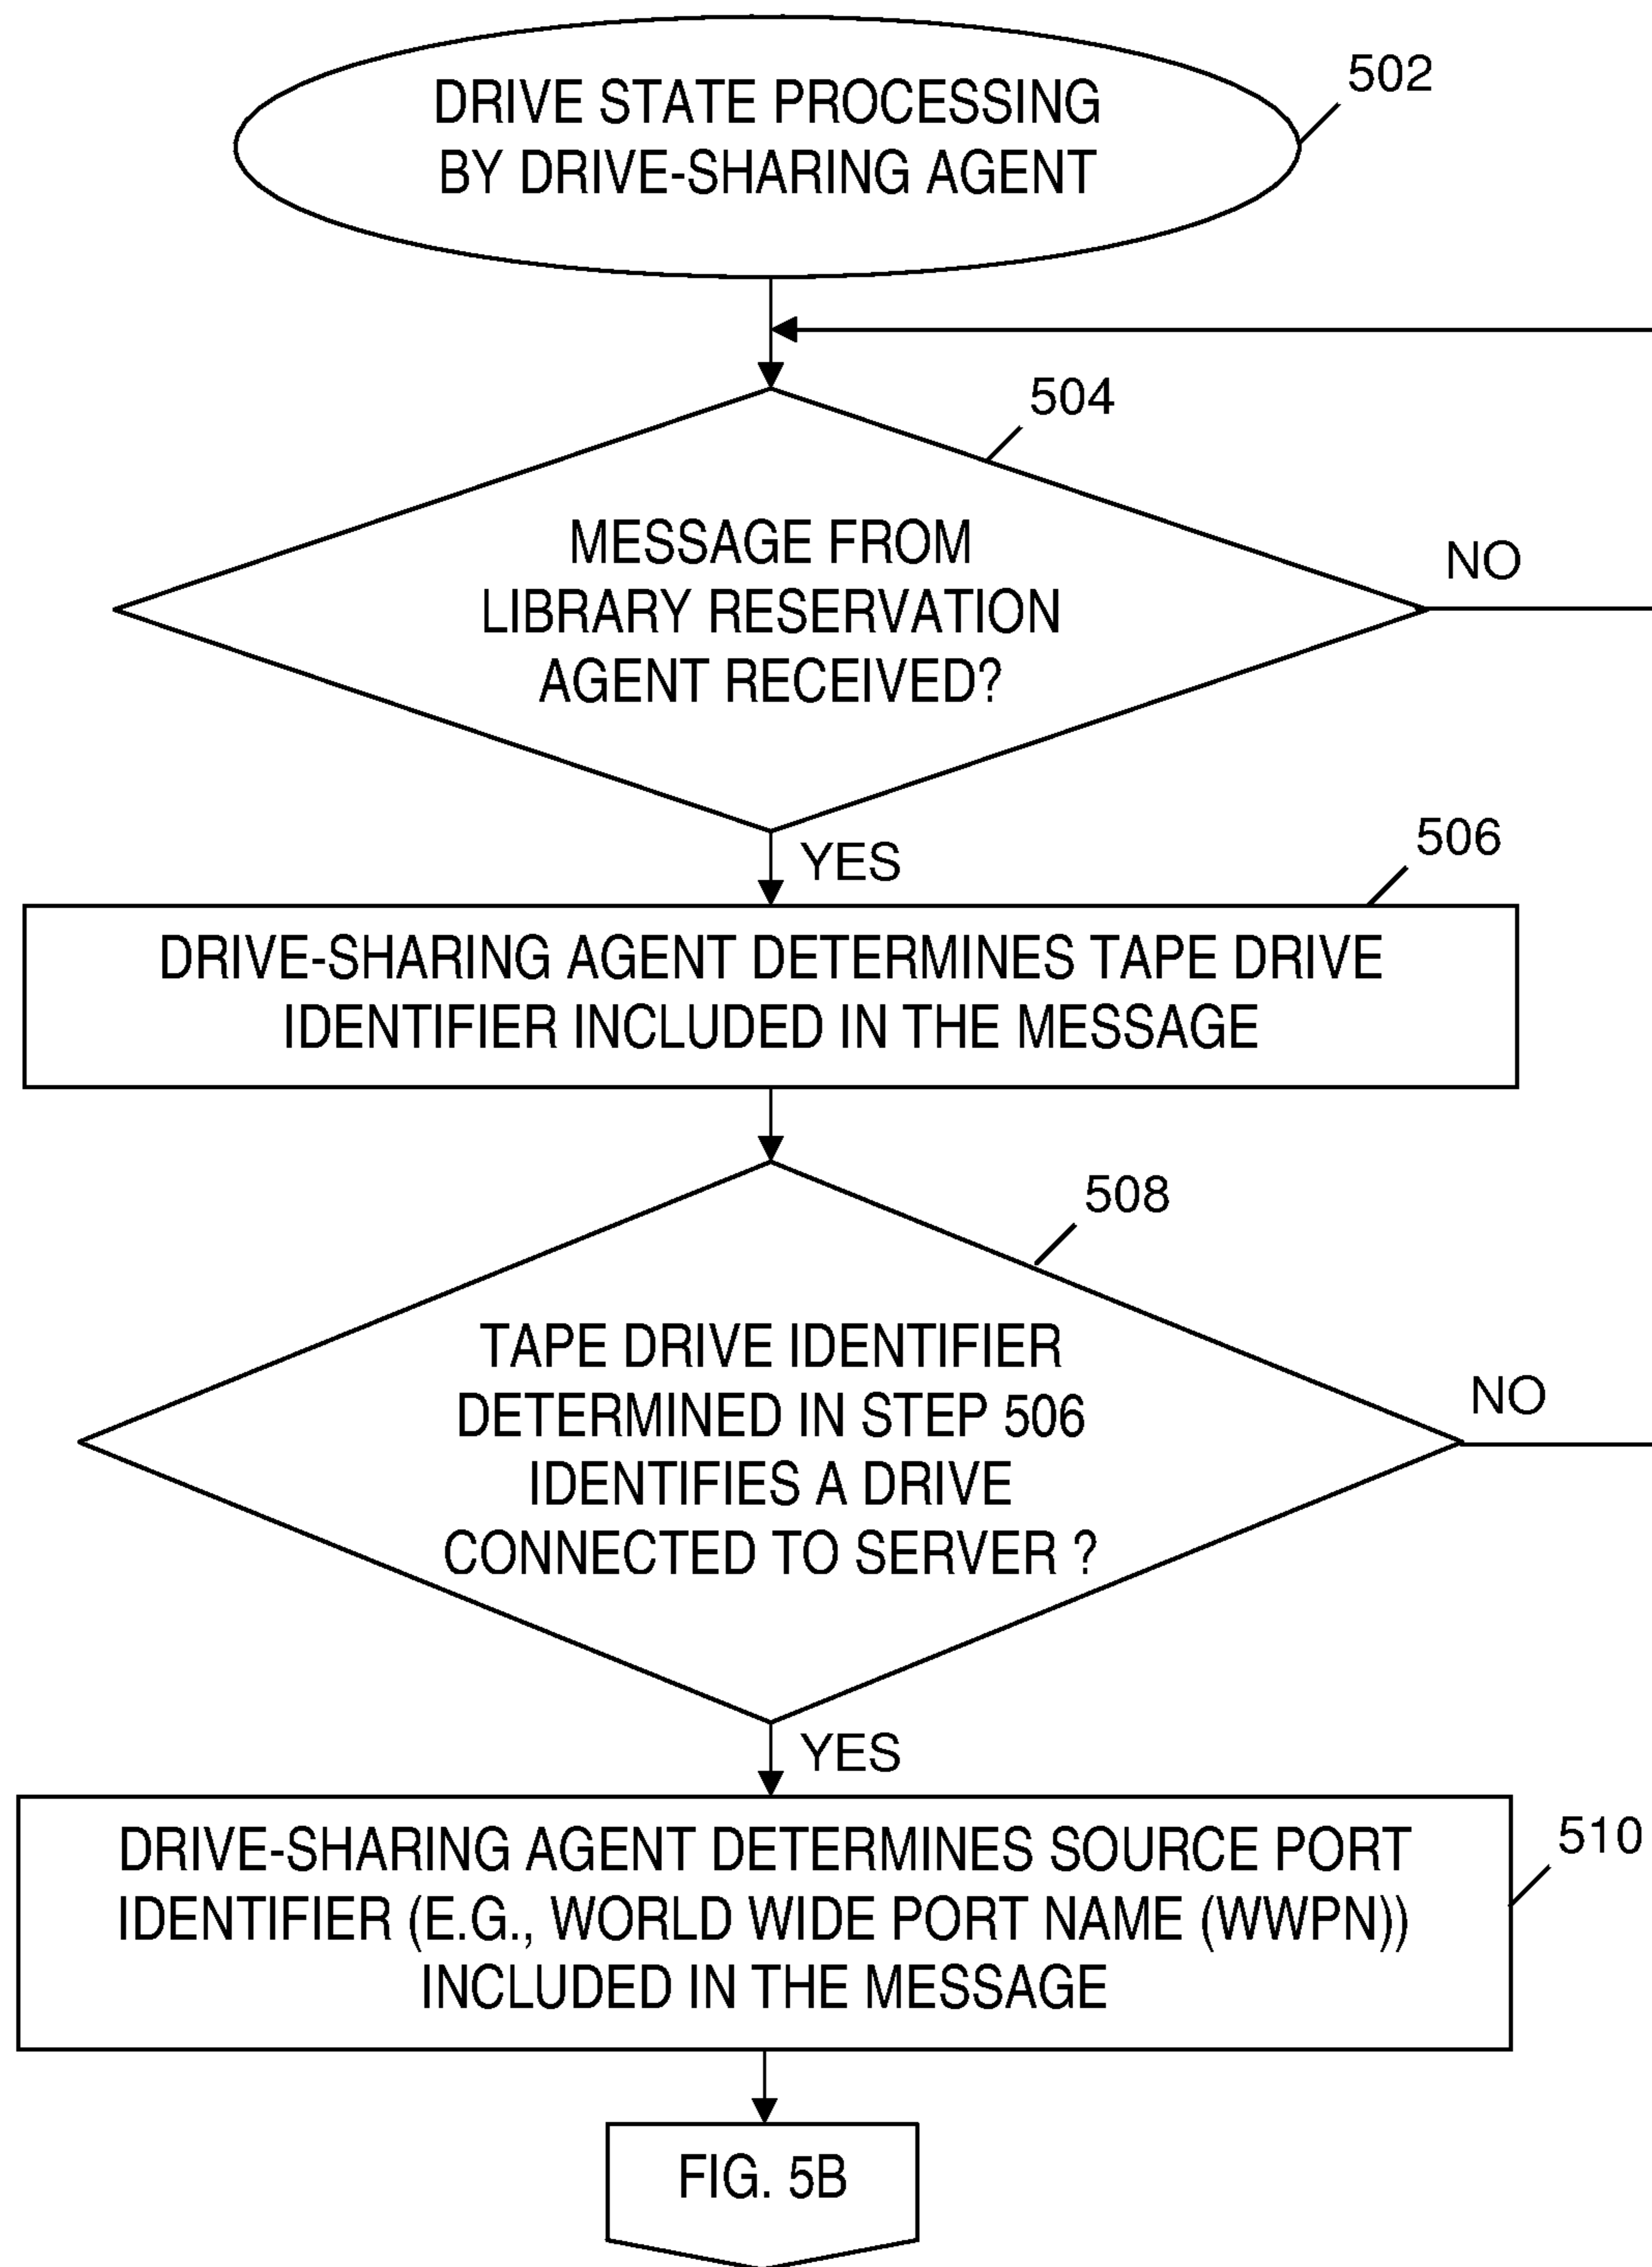 DRIVE STATE PROCESSING
BY DRIVE-SHARING AGENT
502
504
MESSAGE FROM
LIBRARY RESERVATION
AGENT RECEIVED?
NO
YES
506
DRIVE-SHARING AGENT DETERMINES TAPE DRIVE
IDENTIFIER INCLUDED IN THE MESSAGE
508
TAPE DRIVE IDENTIFIER
DETERMINED IN STEP 506
IDENTIFIES A DRIVE
CONNECTED TO SERVER ?
NO
YES
DRIVE-SHARING AGENT DETERMINES SOURCE PORT
IDENTIFIER (E.G., WORLD WIDE PORT NAME (WWPN))
INCLUDED IN THE MESSAGE
510
FIG. 5B